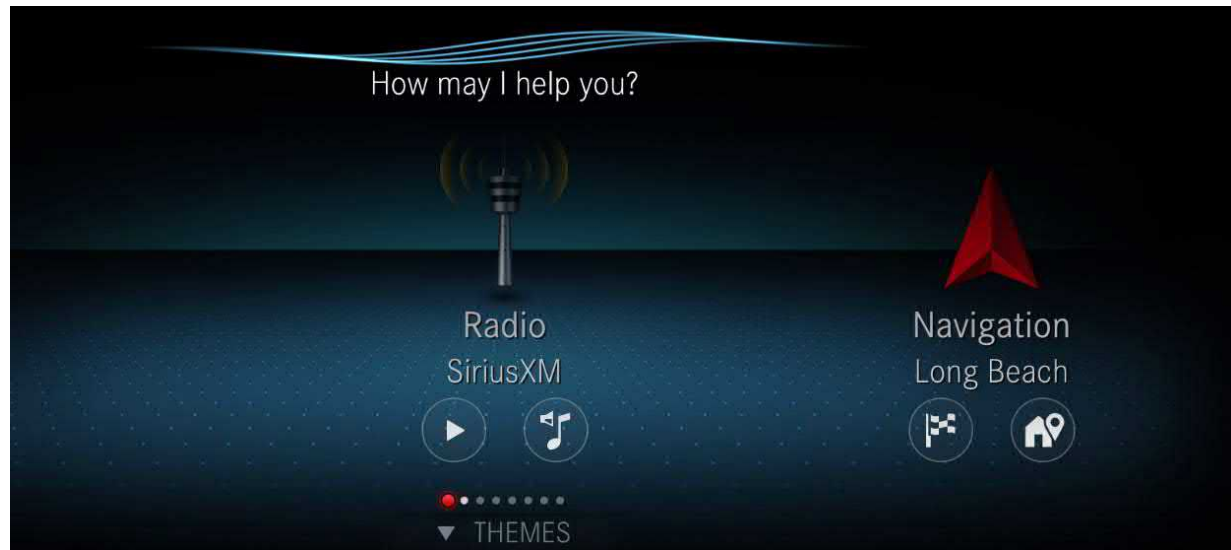 How may I help you?
Radio
SiriusXM
Navigation
Long Beach
THEMES